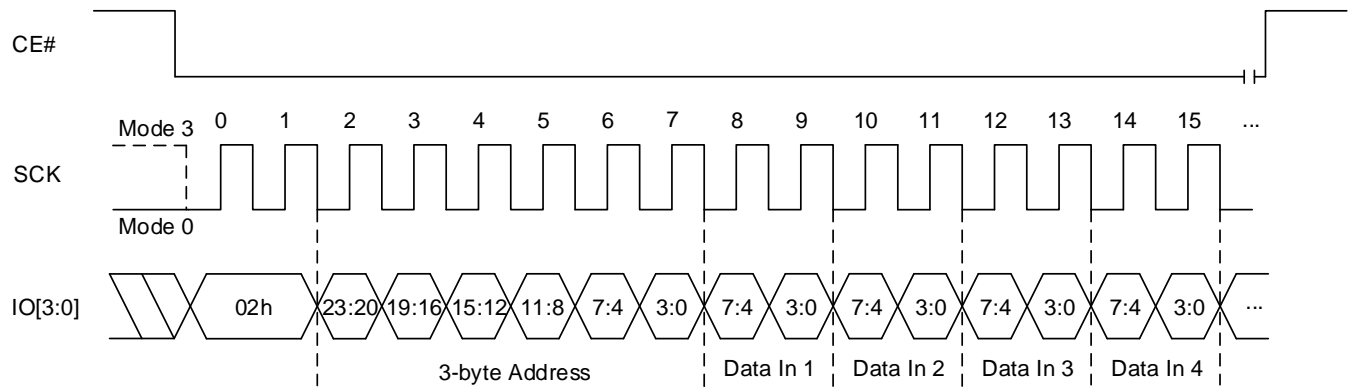 CE#
Mode 3 0 1 2 3 4 5 6 7 8 9 10 11 12 13 14 15 ...
SCK
Mode 0
IO[3:0] 02h 23:20 19:16 15:12 11:8 7:4 3:0 7:4 3:0 7:4 3:0 7:4 3:0 7:4 3:0 ...
3-byte Address Data In 1 Data In 2 Data In 3 Data In 4